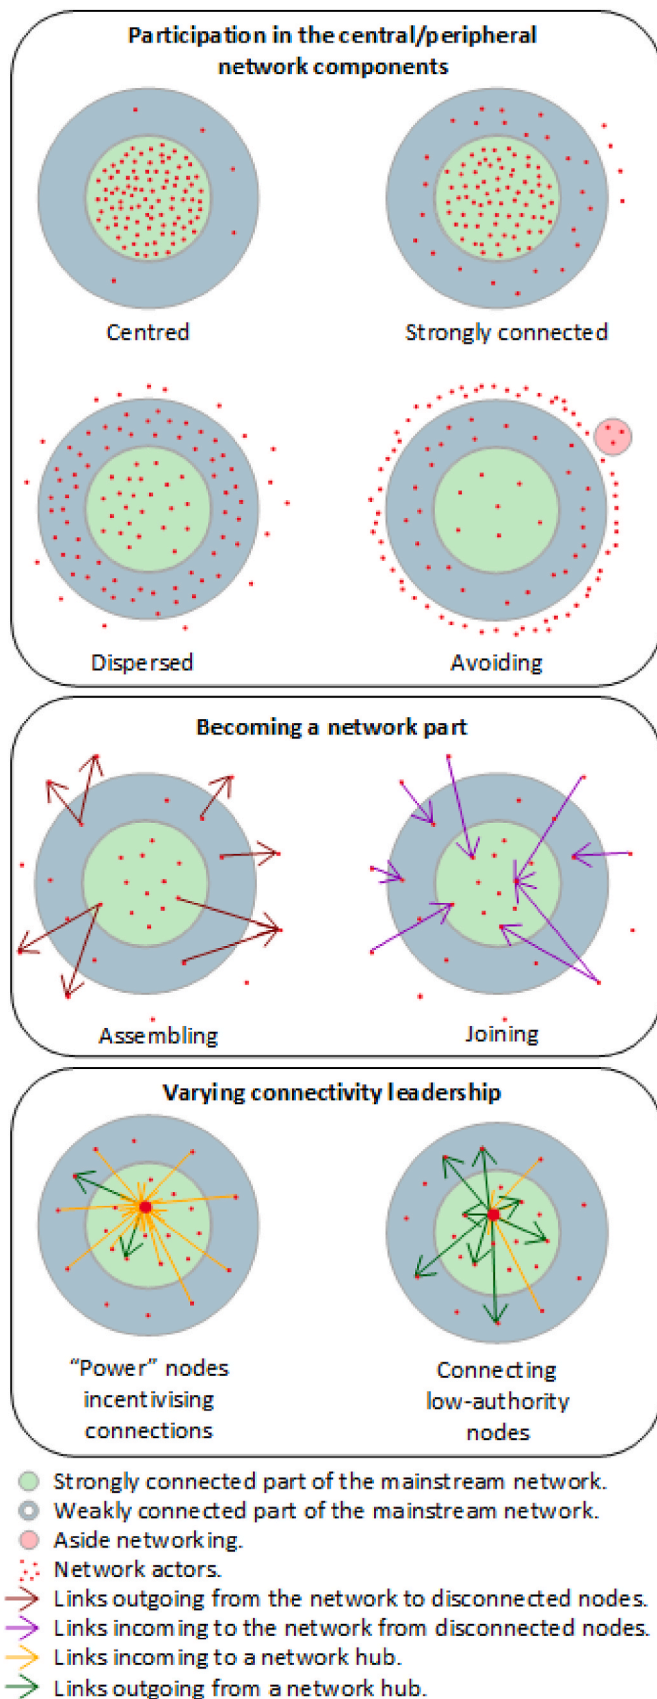 Participation in the central/peripheral
network components
Centred
Strongly connected
Dispersed
Avoiding
Becoming a network part
Assembling
Joining
Varying connectivity leadership
“Power” nodes
incentivising
connections
Connecting
low-authority
nodes
Strongly connected part of the mainstream network.
Weakly connected part of the mainstream network.
Aside networking.
Network actors.
Links outgoing from the network to disconnected nodes.
Links incoming to the network from disconnected nodes.
Links incoming to a network hub.
Links outgoing from a network hub.